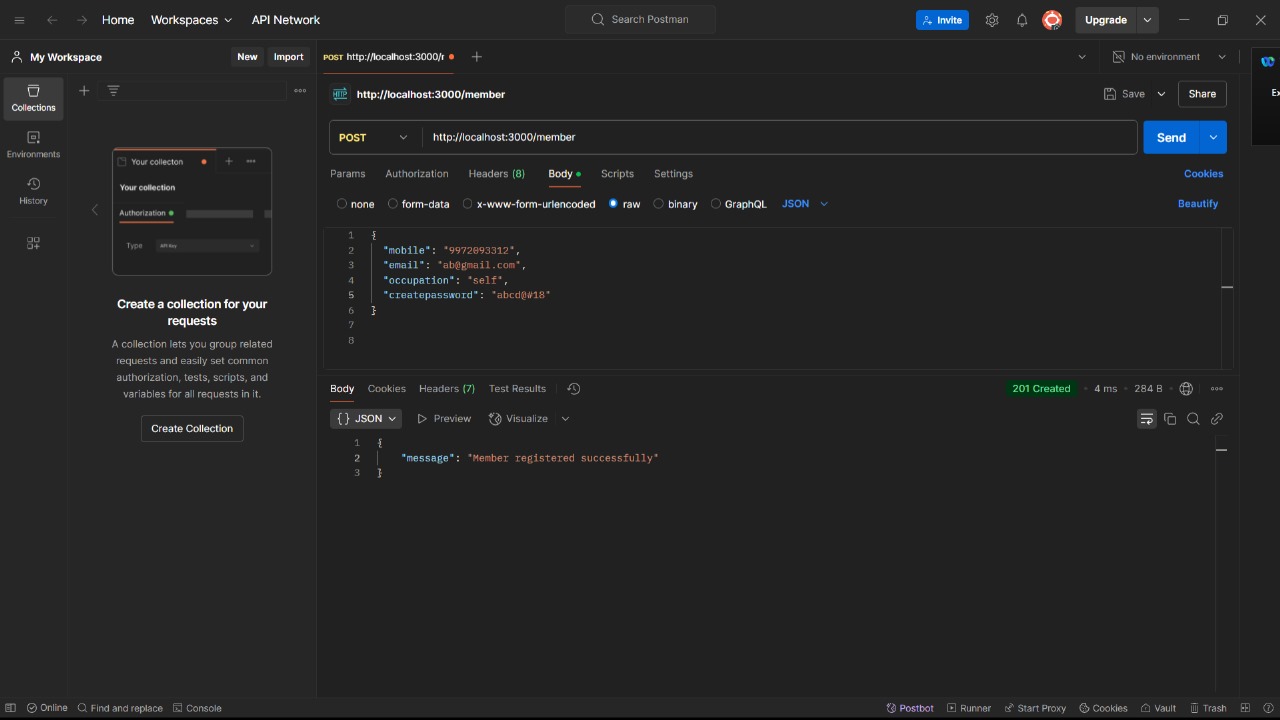 Home Workspaces API Network Search Postman Invite Upgrade
My Workspace New Import POST http://localhost:3000/r No environment
Collections
Environments
History
Your collecton
Your collection
Authorization
Type API Key
Create a collection for your
requests
A collection lets you group related
requests and easily set common
authorization, tests, scripts, and
variables for all requests in it.
Create Collection
HTTP http://localhost:3000/member Save Share
POST http://localhost:3000/member Send
Params Authorization Headers (8) Body Scripts Settings Cookies
none form-data x-www-form-urlencoded raw binary GraphQL JSON Beautify
1 {
2 "mobile": "9972093312",
3 "email": "ab@gmail.com",
4 "occupation": "self",
5 "createpassword": "abcd@#18"
6 }
7
8
Body Cookies Headers (7) Test Results 201 Created 4 ms 284 B
{} JSON Preview Visualize
1 {
2 "message": "Member registered successfully"
3 }
Ex
Online Find and replace Console Postbot Runner Start Proxy Cookies Vault Trash